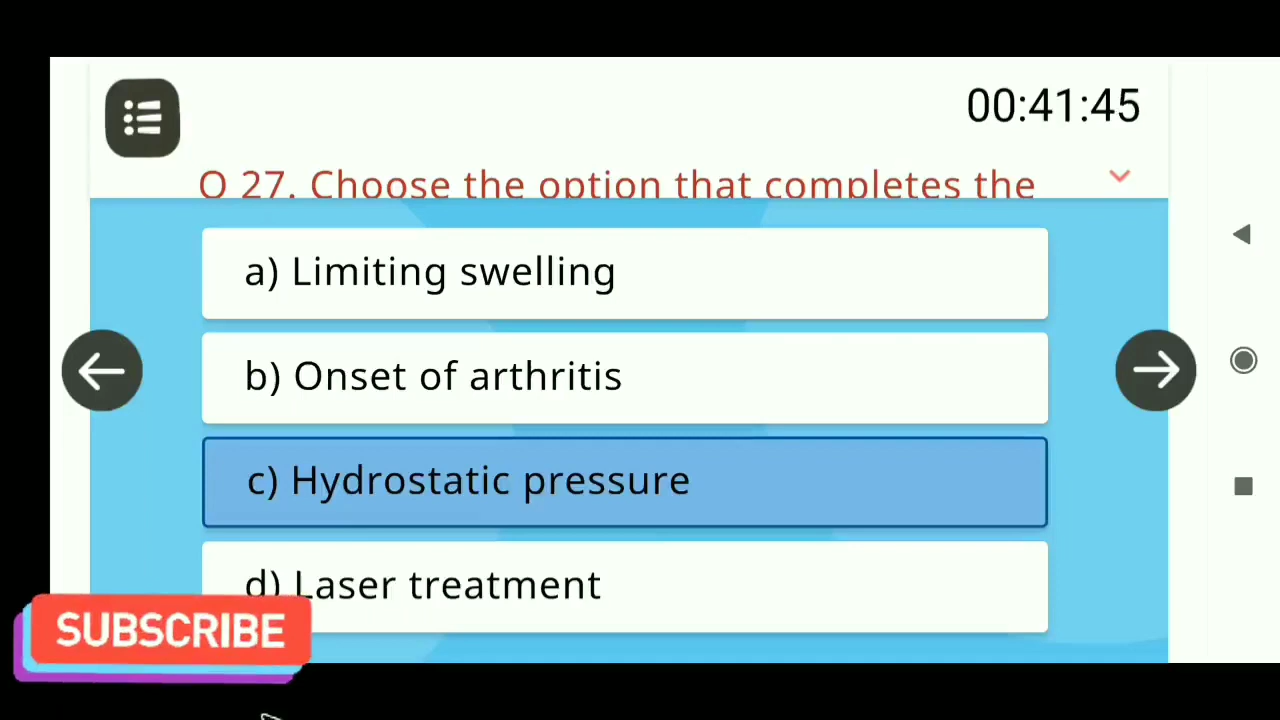 00:41:45
Q 27. Choose the option that completes the
a) Limiting swelling
b) Onset of arthritis
c) Hydrostatic pressure
d) Laser treatment
SUBSCRIBE